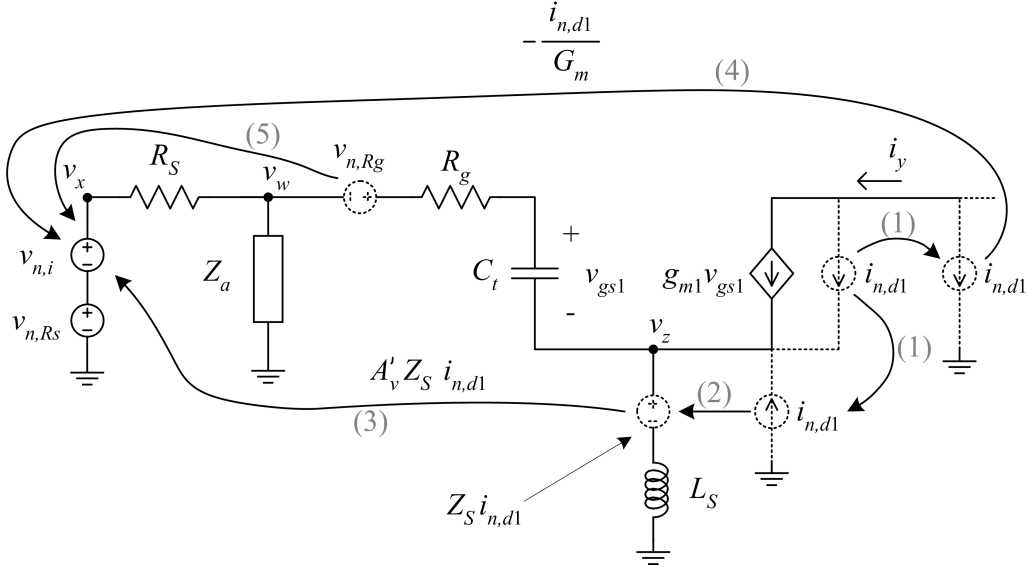 -i_{n,d1}/G_m
(4)
(5)
v_{n,Rg}
R_S
v_w
R_g
i_y
v_x
(1)
+
v_{n,i}
Z_a
C_t
v_{gs1}
g_{m1}v_{gs1}
i_{n,d1}
i_{n,d1}
-
v_{n,Rs}
v_z
(1)
A'_v Z_S i_{n,d1}
(2)
i_{n,d1}
(3)
L_S
Z_S i_{n,d1}